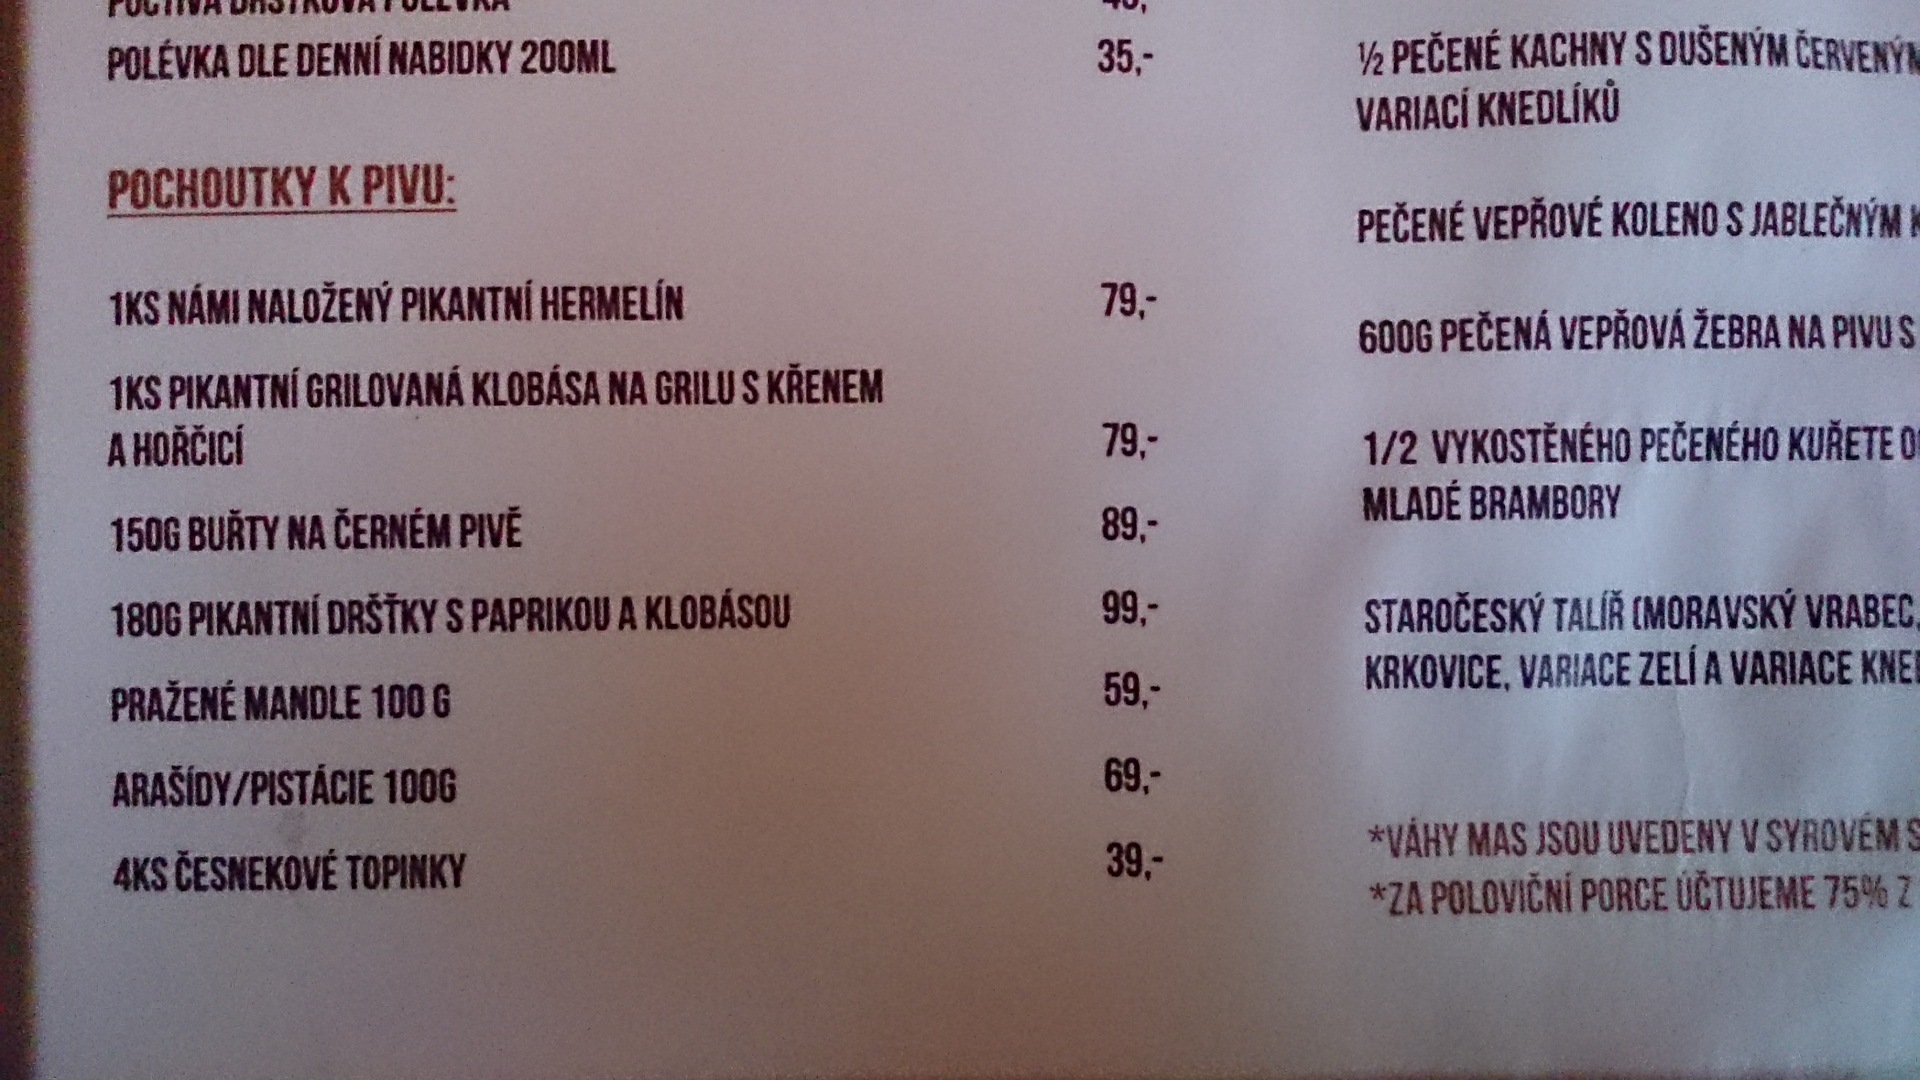 POCTIVÁ DRŠŤKOVÁ POLÉVKA
POLÉVKA DLE DENNÍ NABIDKY 200ML 35,-
POCHOUTKY K PIVU:
1KS NÁMI NALOŽENÝ PIKANTNÍ HERMELÍN 79,-
1KS PIKANTNÍ GRILOVANÁ KLOBÁSA NA GRILU S KŘENEM
A HOŘČICÍ 79,-
150G BUŘTY NA ČERNÉM PIVĚ 89,-
180G PIKANTNÍ DRŠŤKY S PAPRIKOU A KLOBÁSOU 99,-
PRAŽENÉ MANDLE 100 G 59,-
ARAŠÍDY/PISTÁCIE 100G 69,-
4KS ČESNEKOVÉ TOPINKY 39,-
½ PEČENÉ KACHNY S DUŠENÝM ČERVENÝM
VARIACÍ KNEDLÍKŮ
PEČENÉ VEPŘOVÉ KOLENO S JABLEČNÝM
600G PEČENÁ VEPŘOVÁ ŽEBRA NA PIVU S
1/2 VYKOSTĚNÉHO PEČENÉHO KUŘETE
MLADÉ BRAMBORY
STAROČESKÝ TALÍŘ (MORAVSKÝ VRABEC,
KRKOVICE, VARIACE ZELÍ A VARIACE
*VÁHY MAS JSOU UVEDENY V SYROVÉM
*ZA POLOVIČNÍ PORCE ÚČTUJEME 75% Z